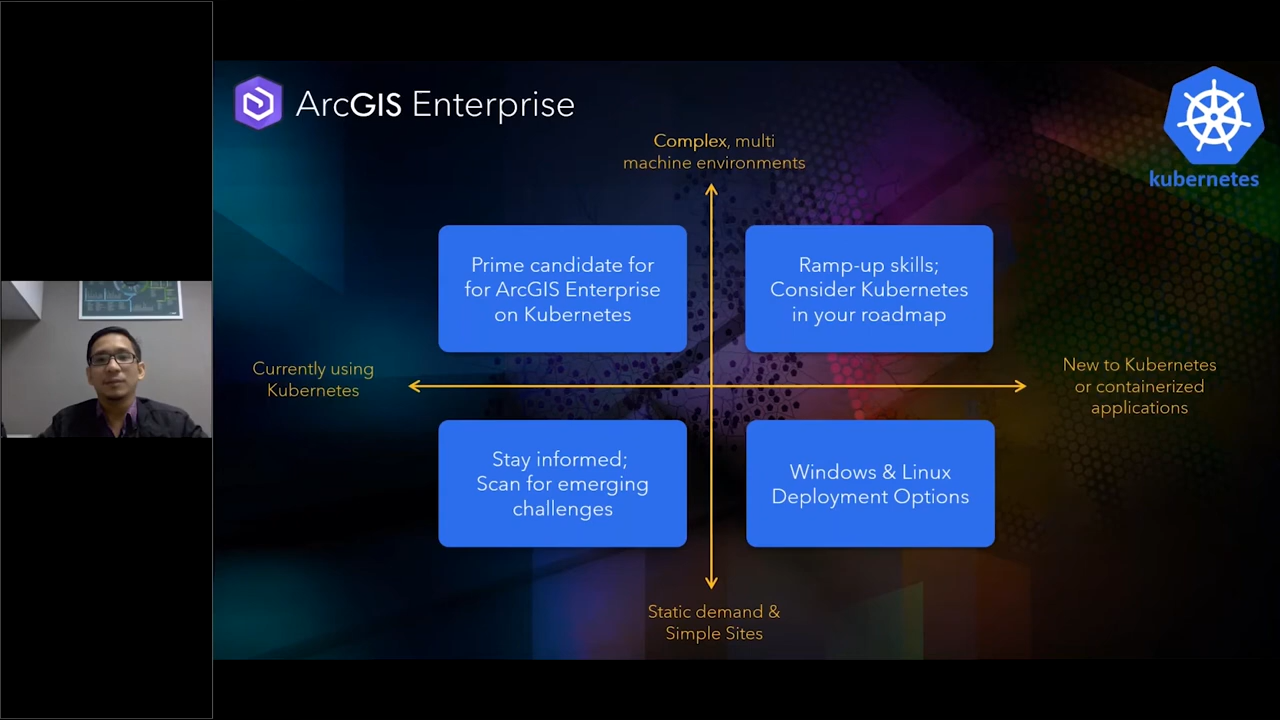 ArcGIS Enterprise
kubernetes
Complex, multi
machine environments
Prime candidate for
for ArcGIS Enterprise
on Kubernetes
Ramp-up skills;
Consider Kubernetes
in your roadmap
Currently using
Kubernetes
New to Kubernetes
or containerized
applications
Stay informed;
Scan for emerging
challenges
Windows & Linux
Deployment Options
Static demand &
Simple Sites